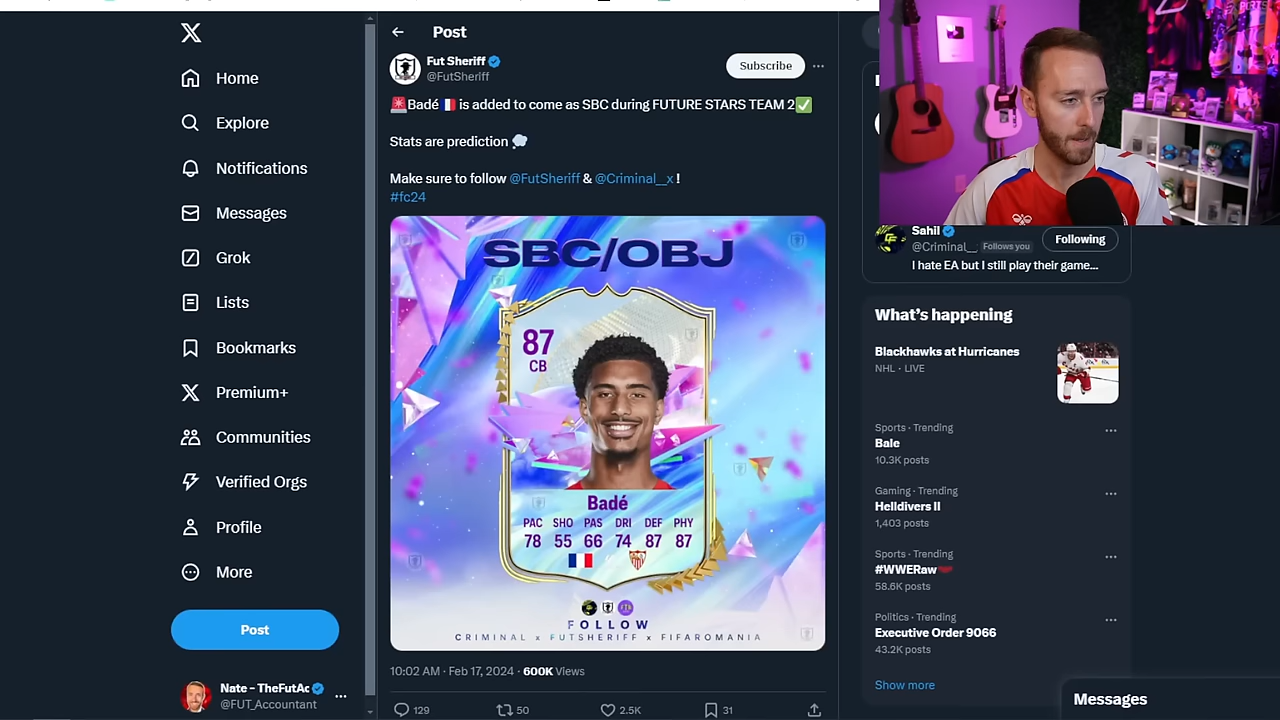 Post
Fut Sheriff
@FutSheriff
Subscribe
🚨Badé 🇫🇷 is added to come as SBC during FUTURE STARS TEAM 2✅
Stats are prediction 💭
Make sure to follow @FutSheriff & @Criminal__x !
#fc24
SBC/OBJ
87
CB
Badé
PAC SHO PAS DRI DEF PHY
78 55 66 74 87 87
FOLLOW
CRIMINAL x FUTSHERIFF x FIFAROMANIA
10:02 AM · Feb 17, 2024 · 600K Views
129
50
2.5K
31
Home
Explore
Notifications
Messages
Grok
Lists
Bookmarks
Premium+
Communities
Verified Orgs
Profile
More
Post
Nate - TheFutAc
@FUT_Accountant
Sahil
@Criminal__ Follows you
Following
I hate EA but I still play their game...
What's happening
Blackhawks at Hurricanes
NHL · LIVE
Sports · Trending
Bale
10.3K posts
Gaming · Trending
Helldivers II
1,403 posts
Sports · Trending
#WWERaw
58.6K posts
Politics · Trending
Executive Order 9066
43.2K posts
Show more
Messages